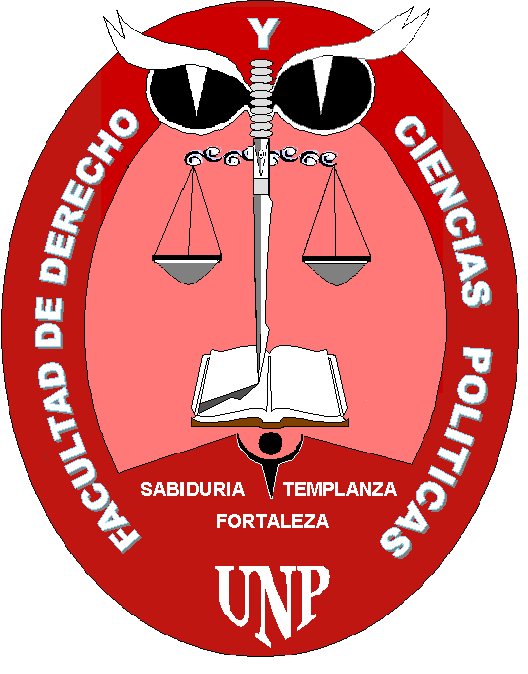 FACULTAD DE DERECHO
Y
CIENCIAS POLITICAS
SABIDURIA TEMPLANZA
FORTALEZA
UNP